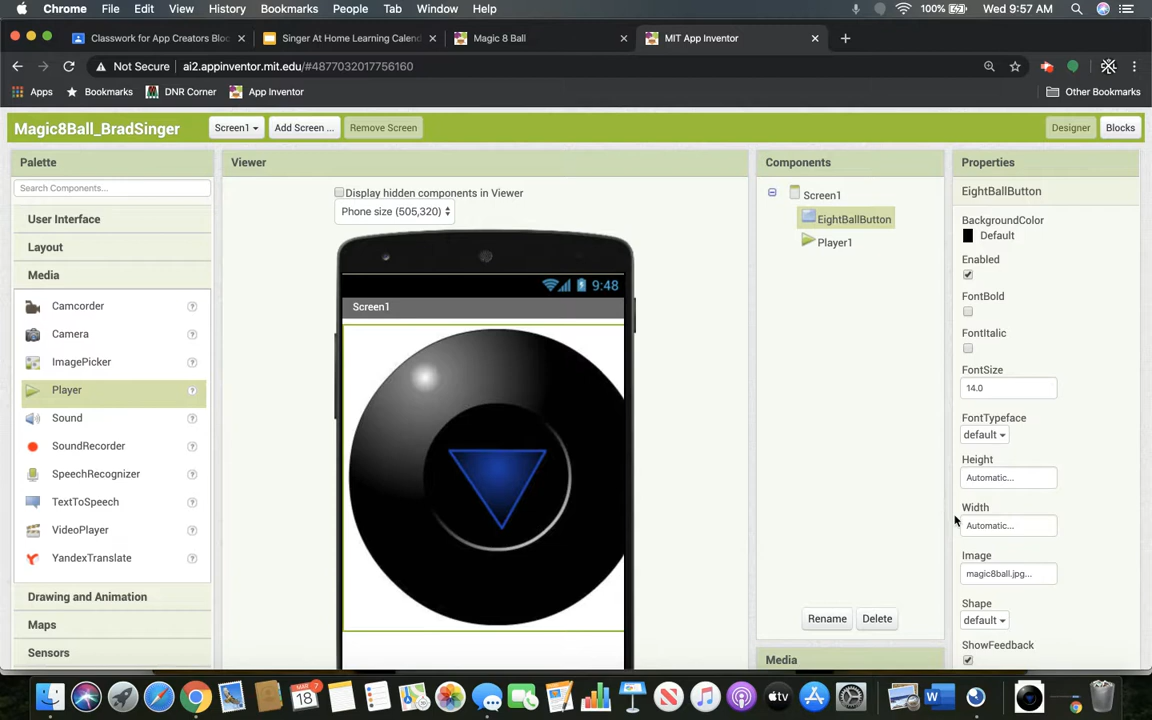 Chrome File Edit View History Bookmarks People Tab Window Help 100% Wed 9:57 AM
Classwork for App Creators Bloc Singer At Home Learning Calend Magic 8 Ball MIT App Inventor
Not Secure ai2.appinventor.mit.edu/#4877032017756160
Apps Bookmarks DNR Corner App Inventor Other Bookmarks
Magic8Ball_BradSinger Screen1 Add Screen ... Remove Screen Designer Blocks
Palette Viewer Components Properties
Search Components...
User Interface
Layout
Media
Camcorder ?
Camera ?
ImagePicker ?
Player ?
Sound ?
SoundRecorder ?
SpeechRecognizer ?
TextToSpeech ?
VideoPlayer ?
YandexTranslate ?
Drawing and Animation
Maps
Sensors
Display hidden components in Viewer
Phone size (505,320)
9:48
Screen1
Screen1
EightBallButton
Player1
Rename Delete
Media
EightBallButton
BackgroundColor
Default
Enabled
FontBold
FontItalic
FontSize
14.0
FontTypeface
default
Height
Automatic...
Width
Automatic...
Image
magic8ball.jpg...
Shape
default
ShowFeedback
MAR
18
tv